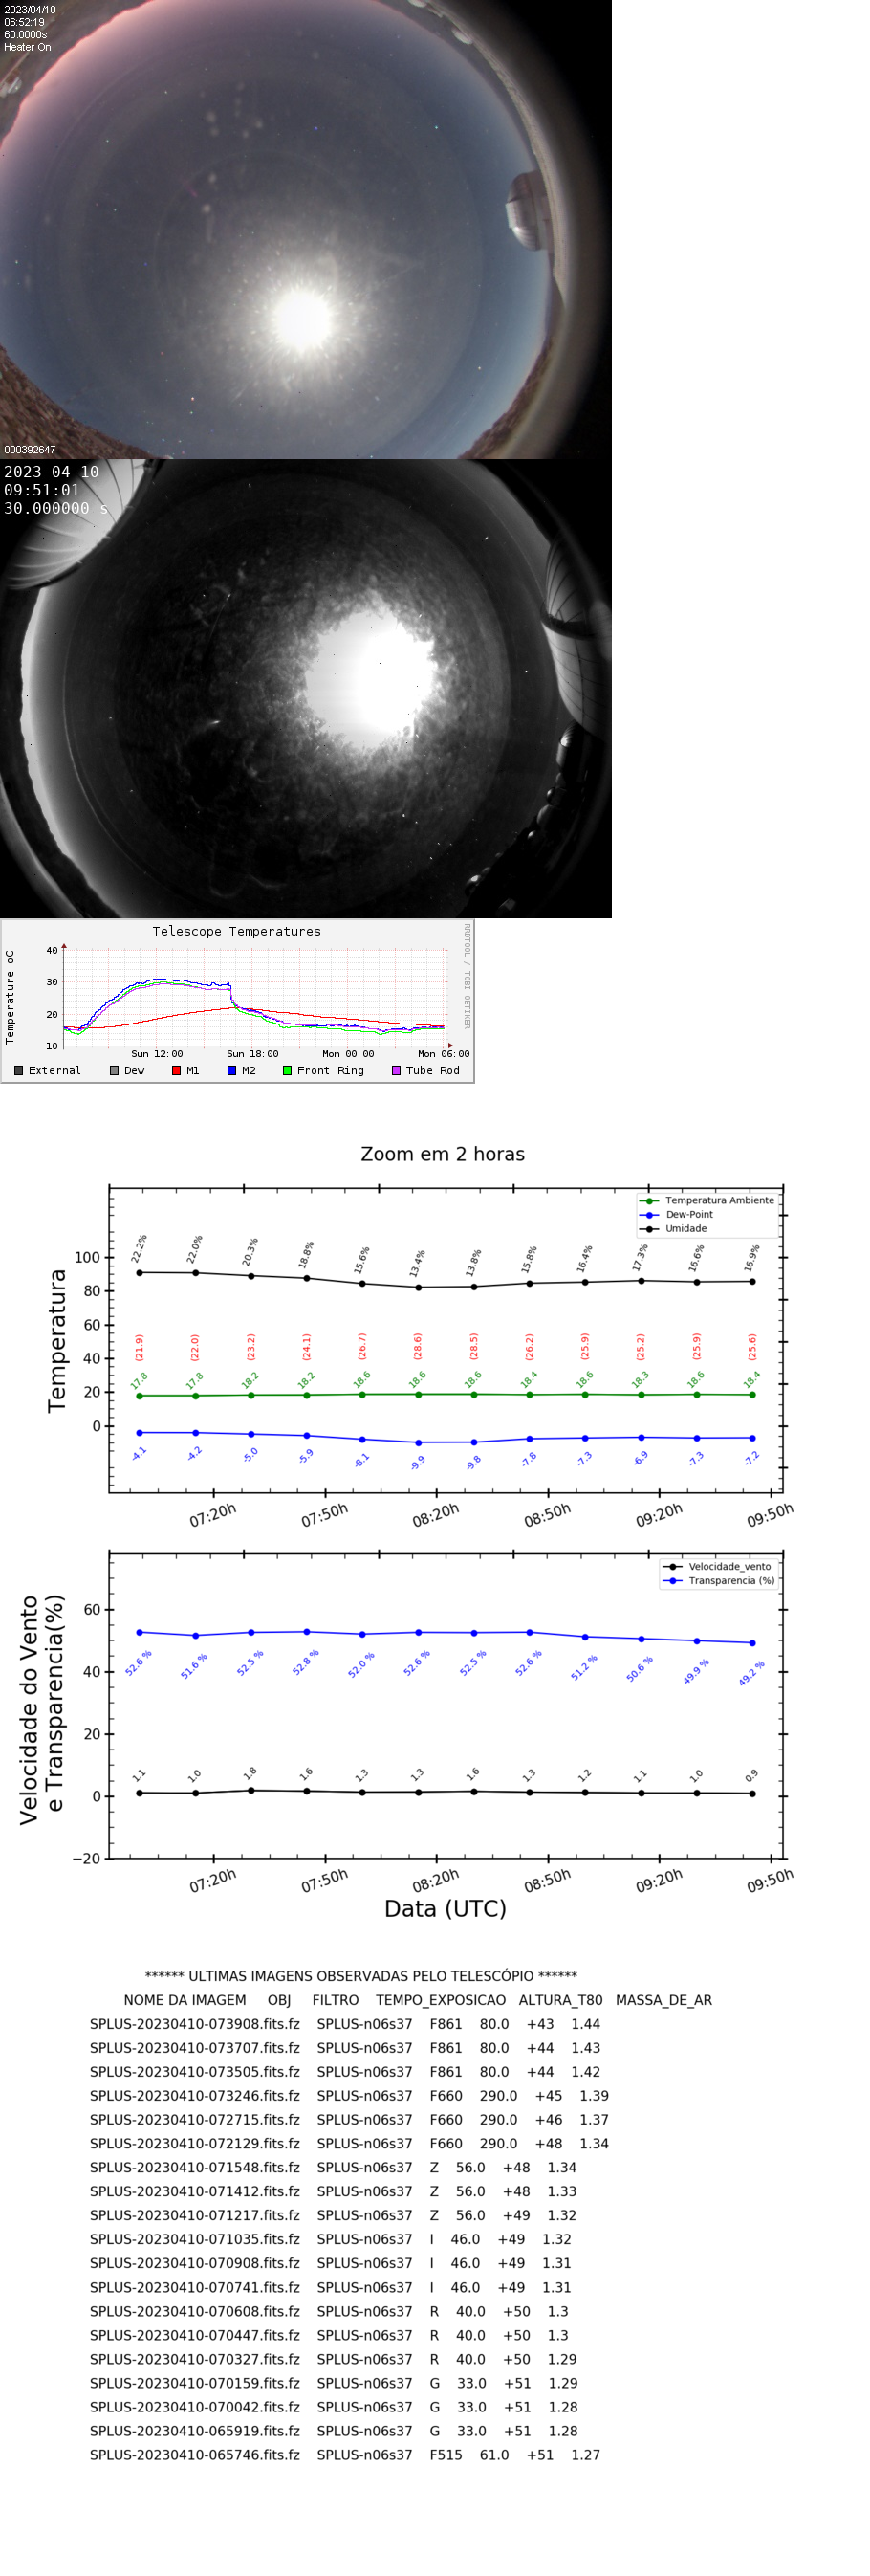 2023/04/10
06:52:19
60.0000s
Heater On
000392647
2023-04-10
09:51:01
30.000000 s
Telescope Temperatures
RRDTOOL / TOBI OETIKER
Temperature oC
40
30
20
10
Sun 12:00 Sun 18:00 Mon 00:00 Mon 06:00
External Dew M1 M2 Front Ring Tube Rod
Zoom em 2 horas
Temperatura Ambiente
Dew-Point
Umidade
Temperatura
100
80
60
40
20
0
22.2% 22.0% 20.3% 18.8% 15.6% 13.4% 13.8% 15.8% 16.4% 17.3% 16.6% 16.9%
(21.9) (22.0) (23.2) (24.1) (26.7) (28.6) (28.5) (26.2) (25.9) (25.2) (25.9) (25.6)
17.8 17.8 18.2 18.2 18.6 18.6 18.6 18.4 18.6 18.3 18.6 18.4
-4.1 -4.2 -5.0 -5.9 -8.1 -9.9 -9.8 -7.8 -7.3 -6.9 -7.3 -7.2
07:20h 07:50h 08:20h 08:50h 09:20h 09:50h
Velocidade_vento
Transparencia (%)
Velocidade do Vento
e Transparencia(%)
60
40
20
0
−20
52.6 % 51.6 % 52.5 % 52.8 % 52.0 % 52.6 % 52.5 % 52.6 % 51.2 % 50.6 % 49.9 % 49.2 %
1.1 1.0 1.8 1.6 1.3 1.3 1.6 1.3 1.2 1.1 1.0 0.9
07:20h 07:50h 08:20h 08:50h 09:20h 09:50h
Data (UTC)
****** ULTIMAS IMAGENS OBSERVADAS PELO TELESCÓPIO ******
NOME DA IMAGEM OBJ FILTRO TEMPO_EXPOSICAO ALTURA_T80 MASSA_DE_AR
SPLUS-20230410-073908.fits.fz SPLUS-n06s37 F861 80.0 +43 1.44
SPLUS-20230410-073707.fits.fz SPLUS-n06s37 F861 80.0 +44 1.43
SPLUS-20230410-073505.fits.fz SPLUS-n06s37 F861 80.0 +44 1.42
SPLUS-20230410-073246.fits.fz SPLUS-n06s37 F660 290.0 +45 1.39
SPLUS-20230410-072715.fits.fz SPLUS-n06s37 F660 290.0 +46 1.37
SPLUS-20230410-072129.fits.fz SPLUS-n06s37 F660 290.0 +48 1.34
SPLUS-20230410-071548.fits.fz SPLUS-n06s37 Z 56.0 +48 1.34
SPLUS-20230410-071412.fits.fz SPLUS-n06s37 Z 56.0 +48 1.33
SPLUS-20230410-071217.fits.fz SPLUS-n06s37 Z 56.0 +49 1.32
SPLUS-20230410-071035.fits.fz SPLUS-n06s37 I 46.0 +49 1.32
SPLUS-20230410-070908.fits.fz SPLUS-n06s37 I 46.0 +49 1.31
SPLUS-20230410-070741.fits.fz SPLUS-n06s37 I 46.0 +49 1.31
SPLUS-20230410-070608.fits.fz SPLUS-n06s37 R 40.0 +50 1.3
SPLUS-20230410-070447.fits.fz SPLUS-n06s37 R 40.0 +50 1.3
SPLUS-20230410-070327.fits.fz SPLUS-n06s37 R 40.0 +50 1.29
SPLUS-20230410-070159.fits.fz SPLUS-n06s37 G 33.0 +51 1.29
SPLUS-20230410-070042.fits.fz SPLUS-n06s37 G 33.0 +51 1.28
SPLUS-20230410-065919.fits.fz SPLUS-n06s37 G 33.0 +51 1.28
SPLUS-20230410-065746.fits.fz SPLUS-n06s37 F515 61.0 +51 1.27